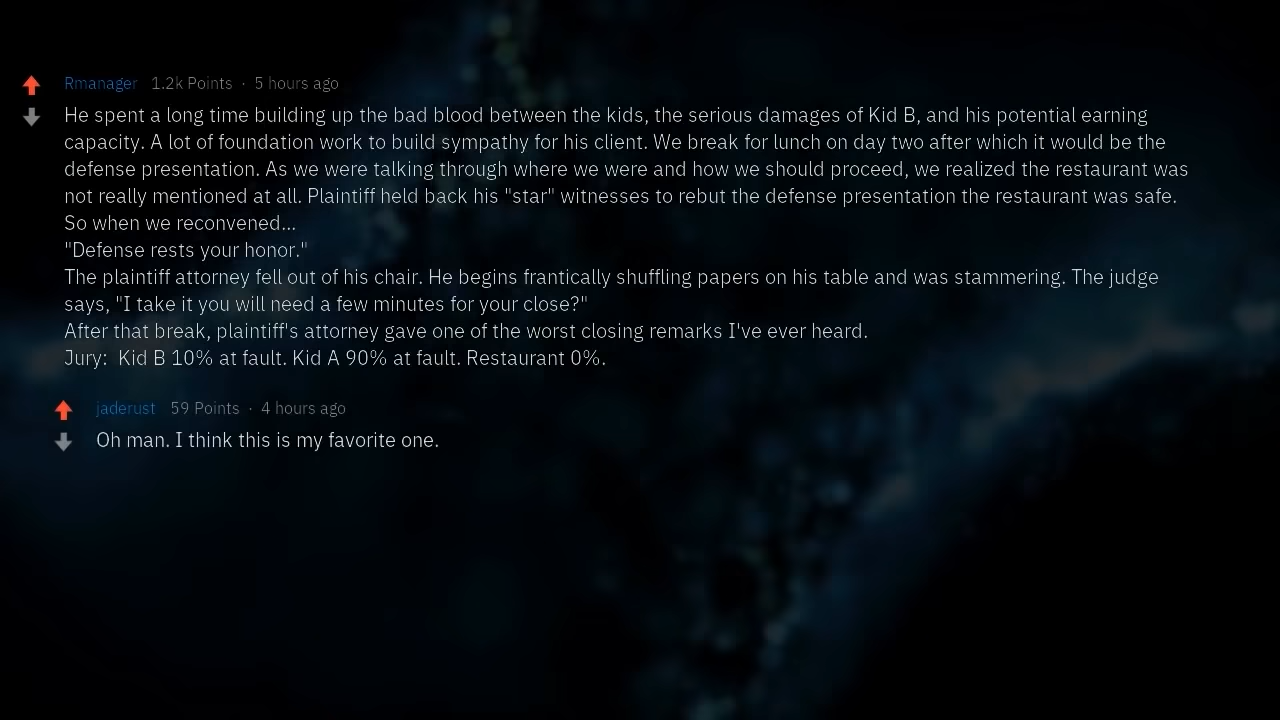 Rmanager 1.2k Points · 5 hours ago
He spent a long time building up the bad blood between the kids, the serious damages of Kid B, and his potential earning
capacity. A lot of foundation work to build sympathy for his client. We break for lunch on day two after which it would be the
defense presentation. As we were talking through where we were and how we should proceed, we realized the restaurant was
not really mentioned at all. Plaintiff held back his "star" witnesses to rebut the defense presentation the restaurant was safe.
So when we reconvened...
"Defense rests your honor."
The plaintiff attorney fell out of his chair. He begins frantically shuffling papers on his table and was stammering. The judge
says, "I take it you will need a few minutes for your close?"
After that break, plaintiff's attorney gave one of the worst closing remarks I've ever heard.
Jury:  Kid B 10% at fault. Kid A 90% at fault. Restaurant 0%.
jaderust 59 Points · 4 hours ago
Oh man. I think this is my favorite one.